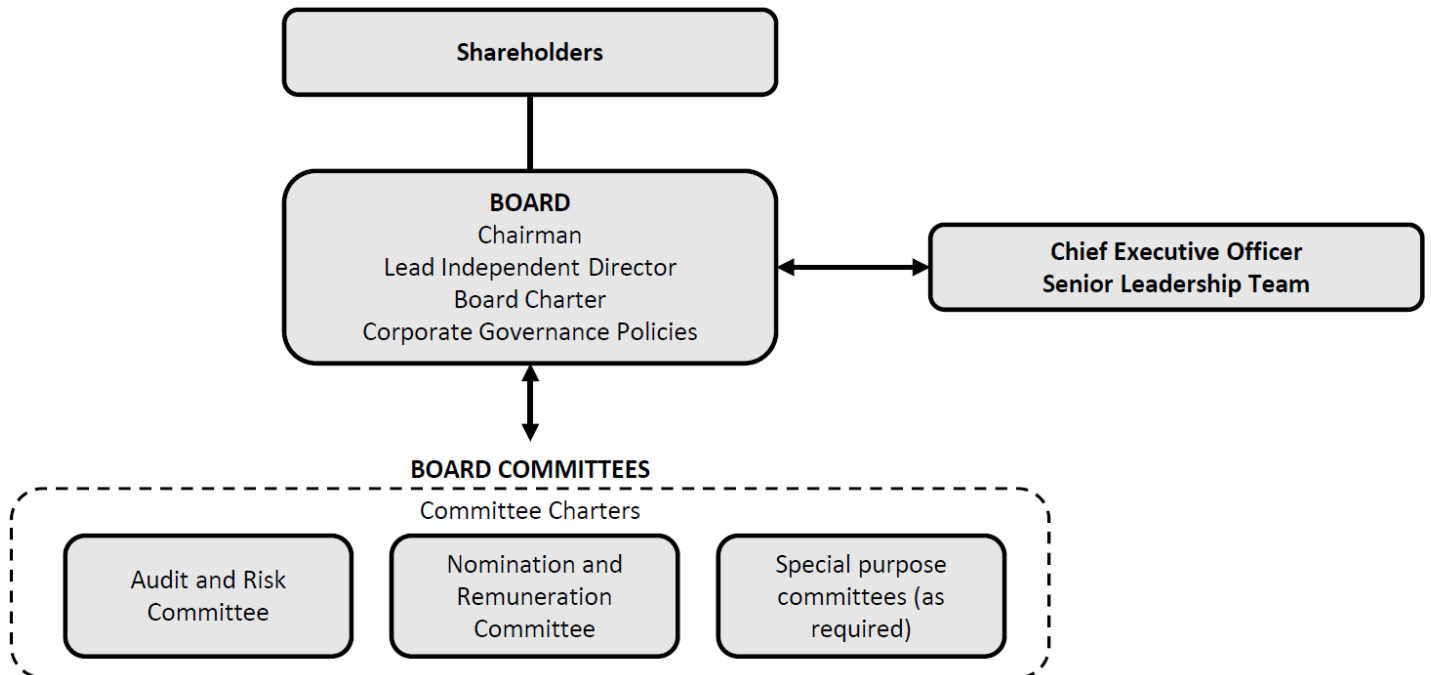 Shareholders
BOARD
Chairman
Lead Independent Director
Board Charter
Corporate Governance Policies
Chief Executive Officer
Senior Leadership Team
BOARD COMMITTEES
Committee Charters
Audit and Risk
Committee
Nomination and
Remuneration
Committee
Special purpose
committees (as
required)